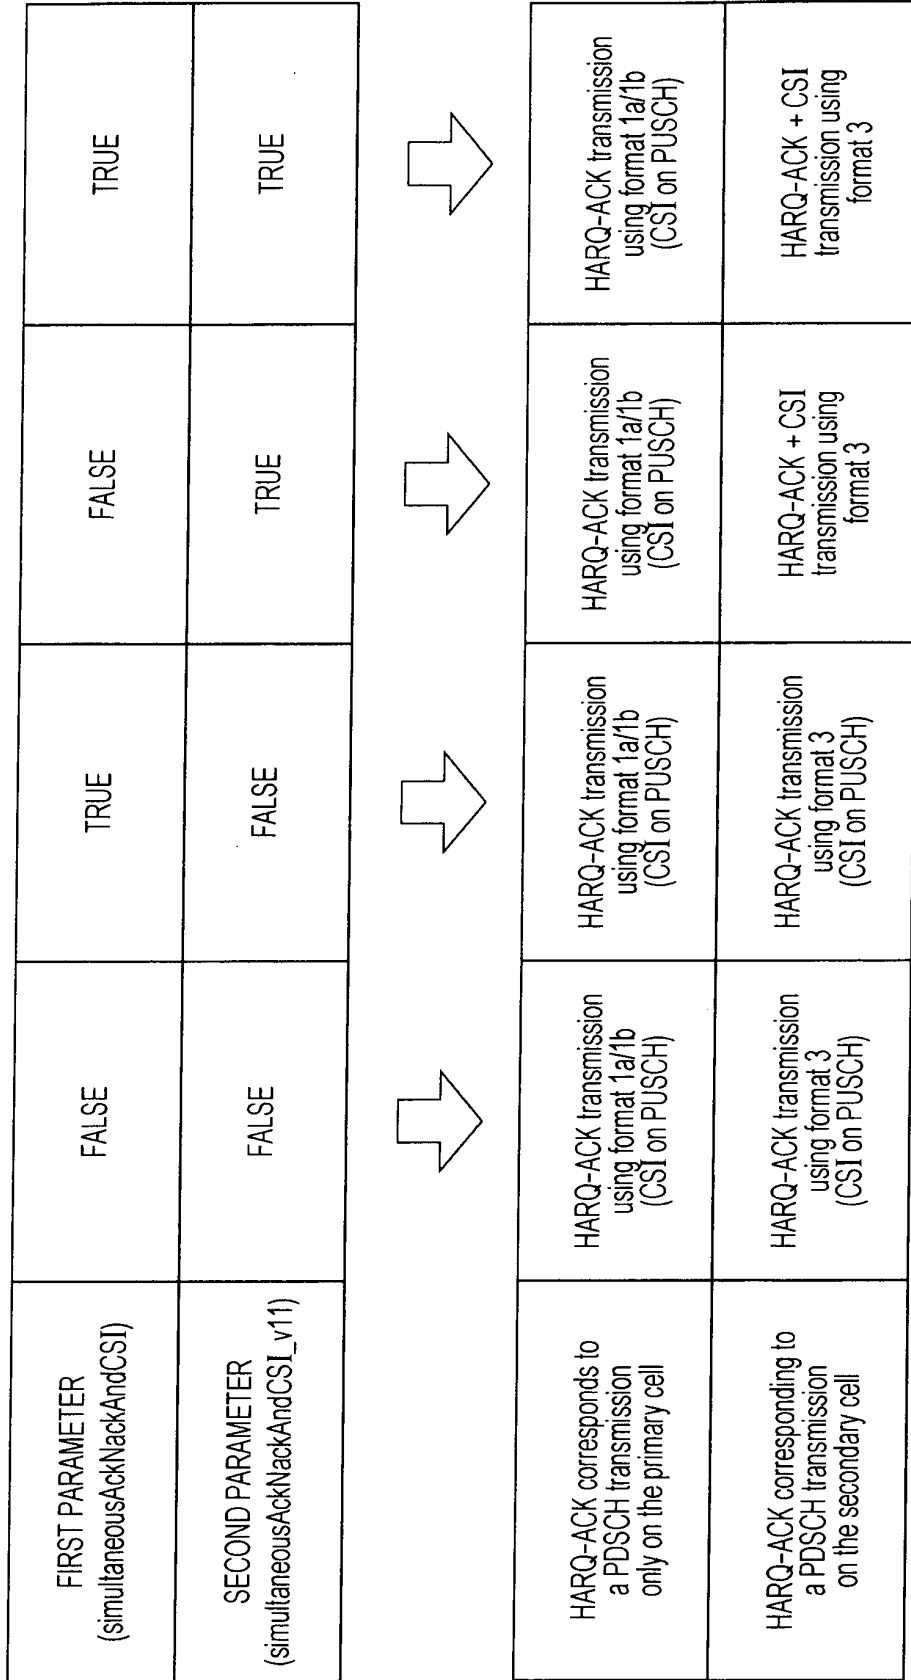 FIRST PARAMETER
(simultaneousAckNackAndCSI)
FALSE
TRUE
FALSE
TRUE
SECOND PARAMETER
(simultaneousAckNackAndCSI_v11)
FALSE
FALSE
TRUE
TRUE
HARQ-ACK corresponds to
a PDSCH transmission
only on the primary cell
HARQ-ACK transmission
using format 1a/1b
(CSI on PUSCH)
HARQ-ACK transmission
using format 1a/1b
(CSI on PUSCH)
HARQ-ACK transmission
using format 1a/1b
(CSI on PUSCH)
HARQ-ACK transmission
using format 1a/1b
(CSI on PUSCH)
HARQ-ACK corresponding to
a PDSCH transmission
on the secondary cell
HARQ-ACK transmission
using format 3
(CSI on PUSCH)
HARQ-ACK transmission
using format 3
(CSI on PUSCH)
HARQ-ACK + CSI
transmission using
format 3
HARQ-ACK + CSI
transmission using
format 3